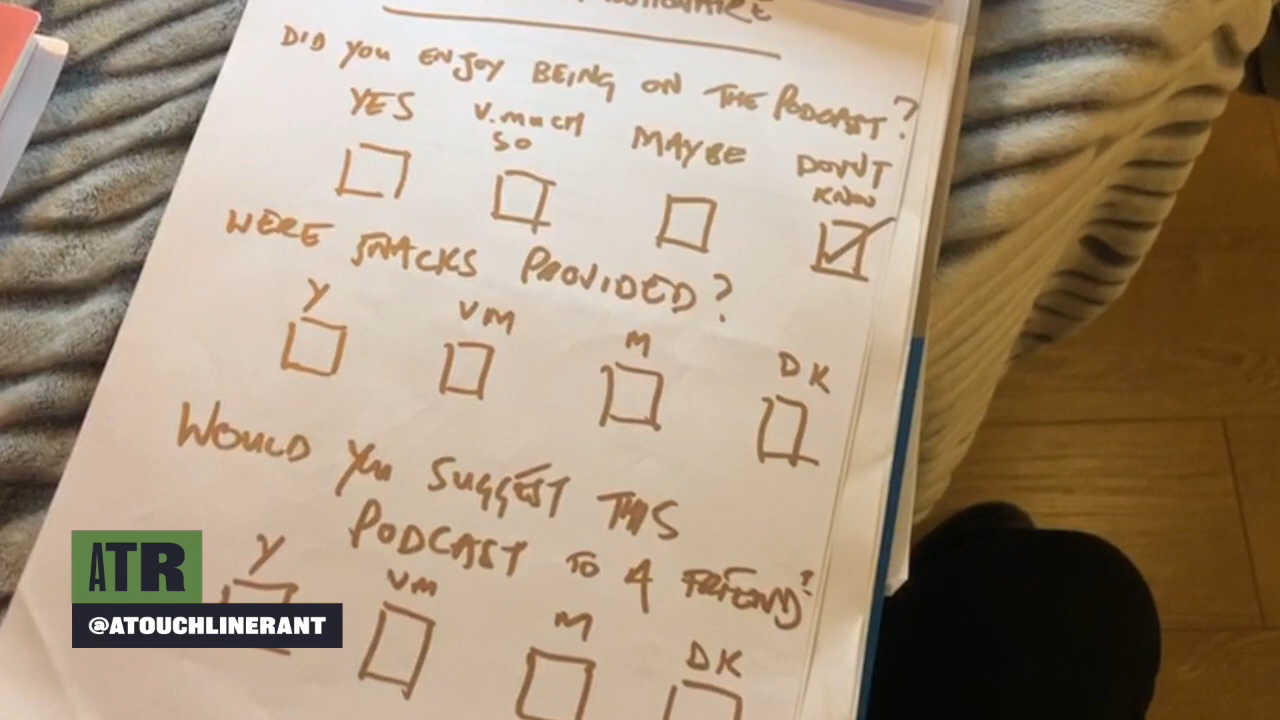 DID YOU ENJOY BEING ON THE PODCAST?
YES V.MUCH SO MAYBE DON'T KNOW
WERE SNACKS PROVIDED?
Y VM M DK
WOULD YOU SUGGEST THIS
PODCAST TO A FRIEND?
Y VM M DK
ATR
@ATOUCHLINERANT